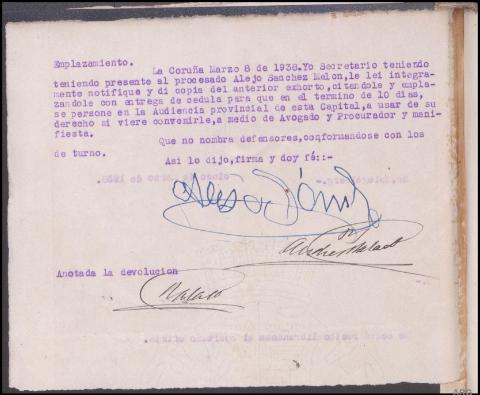 Emplazamiento.
La Coruña Marzo 8 de 1938.Yo Secretario teniendo
teniendo presente al procesado Alejo Sanchez Melon,le lei integra-
mente notifique y di copia del anterior exhorto,citandole y empla-
zandole con entrega de cedula para que en el termino de 10 dias,
se persone en la Audiencia provincial de esta Capital,a usar de su
derecho si viere convenirle,a medio de Avogado y Procurador y mani-
fiesta.
Que no nombra defensores,conformandose con los
de turno.
Asi lo dijo,firma y doy fé::-
Alejo Sánch
Anotada la devolucion